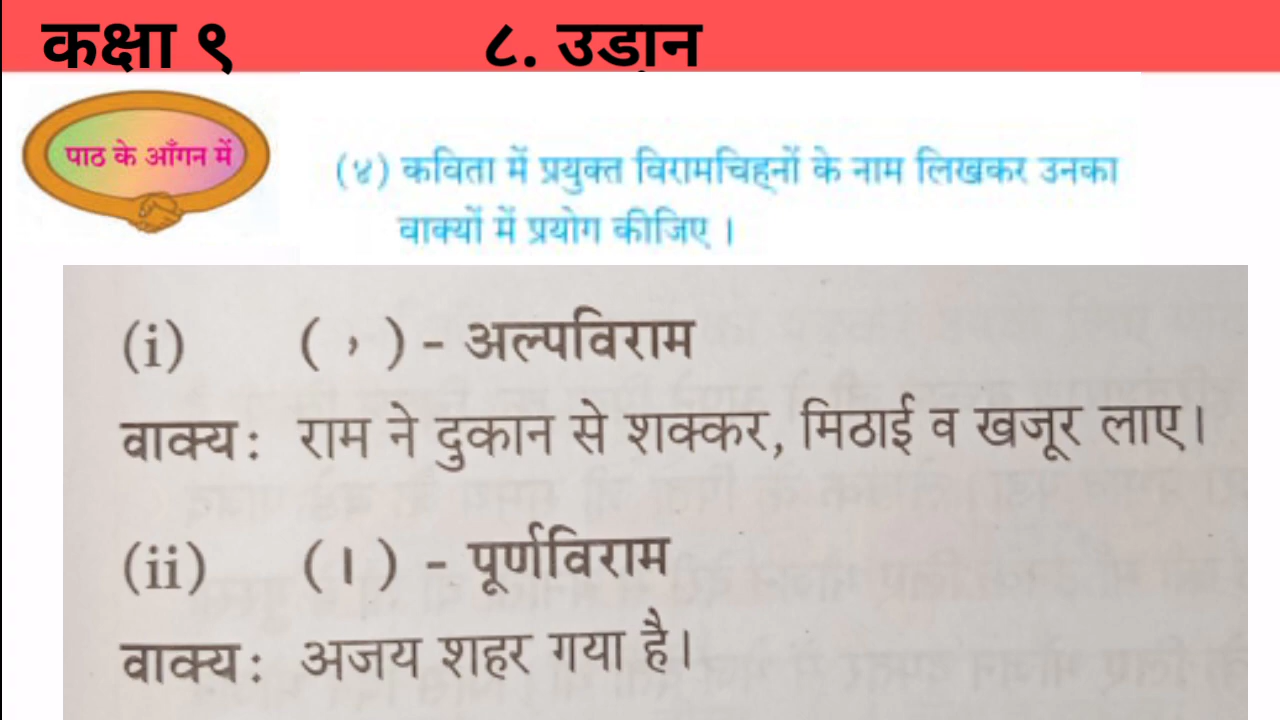 कक्षा ९ ८. उडा़न
पाठ के आँगन में
(४) कविता में प्रयुक्त विरामचिह्नों के नाम लिखकर उनका
वाक्यों में प्रयोग कीजिए ।
(i) ( , ) - अल्पविराम
वाक्य: राम ने दुकान से शक्कर, मिठाई व खजूर लाए।
(ii) ( । ) - पूर्णविराम
वाक्य: अजय शहर गया है।